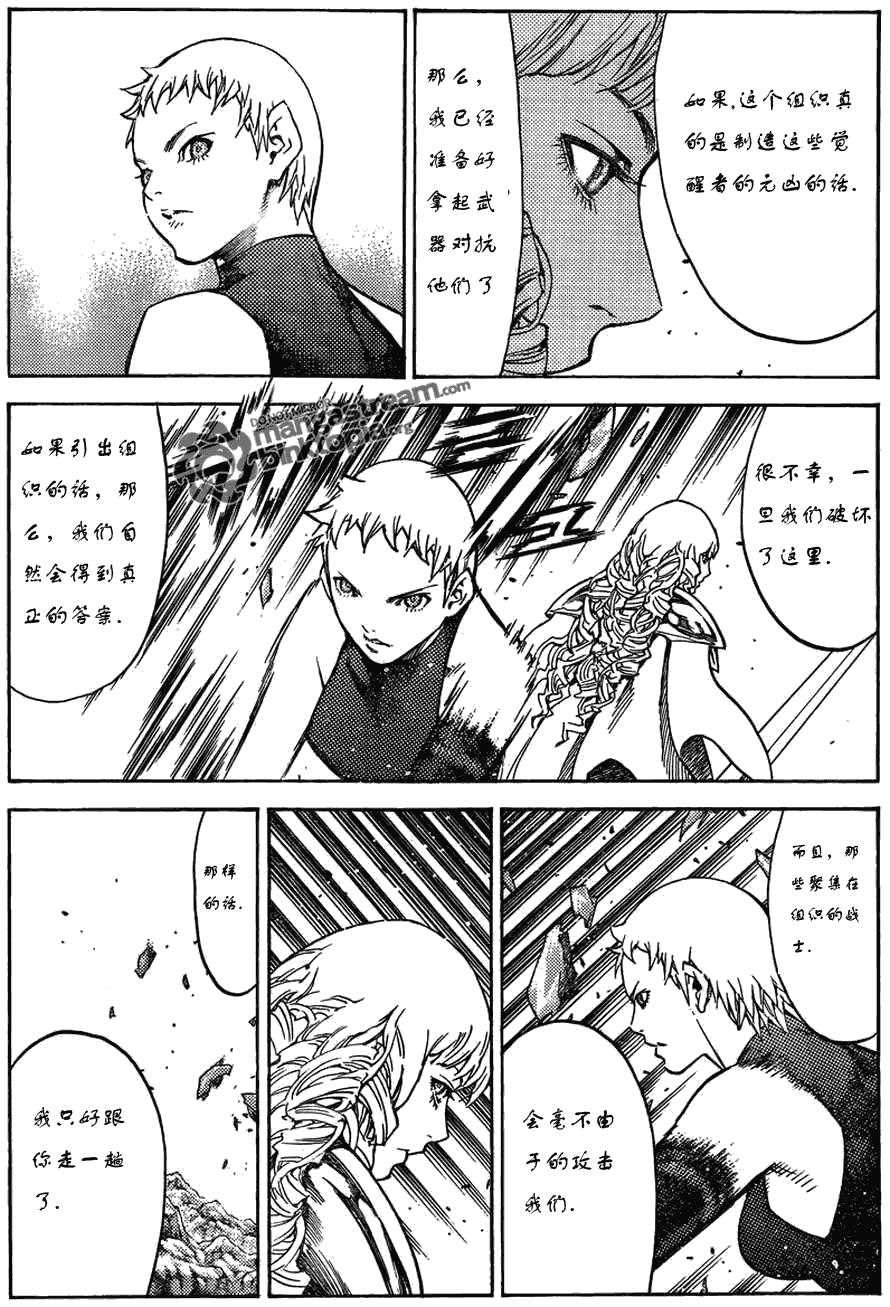 如果,这个组织真
的是制造这些觉
醒者的元凶的话.
那么,
我已经
准备好
拿起武
器对抗
他们了
很不幸,一
旦我们破坏
了这里.
如果引出组
织的话,那
么,我们自
然会得到真
正的答案.
DO NOT MIRROR
mangastream.com
pinktopia.org
而且,那
些聚集在
组织的战
士.
会毫不由
于的攻击
我们.
那样
的话.
我只好跟
你走一趟
了.